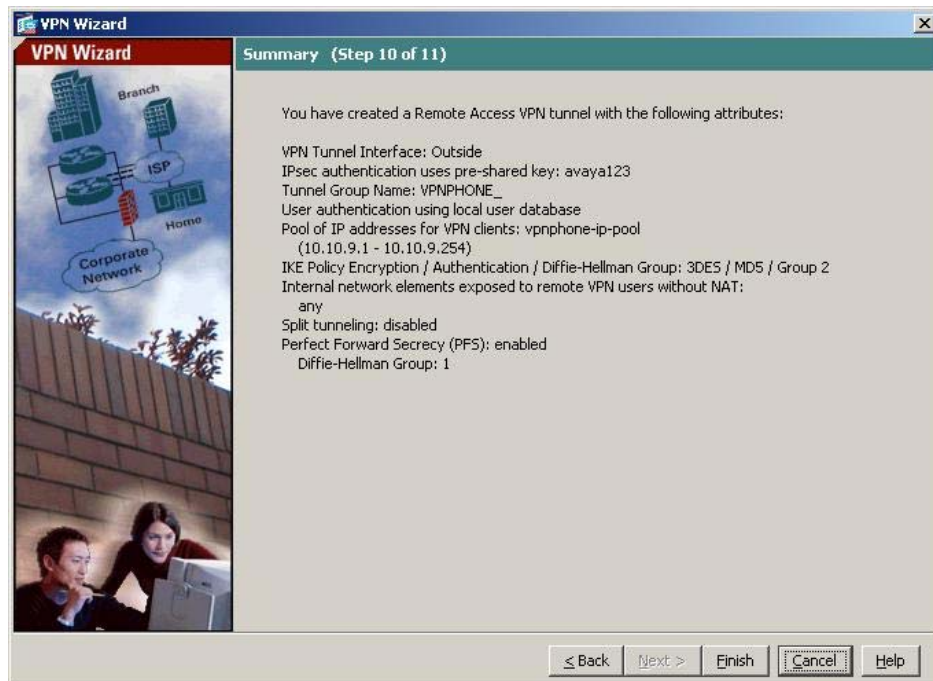 VPN Wizard
VPN Wizard
Summary (Step 10 of 11)
Branch
ISP
Home
Corporate
Network
You have created a Remote Access VPN tunnel with the following attributes:
VPN Tunnel Interface: Outside
IPsec authentication uses pre-shared key: avaya123
Tunnel Group Name: VPNPHONE_
User authentication using local user database
Pool of IP addresses for VPN clients: vpnphone-ip-pool
(10.10.9.1 - 10.10.9.254)
IKE Policy Encryption / Authentication / Diffie-Hellman Group: 3DES / MD5 / Group 2
Internal network elements exposed to remote VPN users without NAT:
any
Split tunneling: disabled
Perfect Forward Secrecy (PFS): enabled
Diffie-Hellman Group: 1
< Back Next > Finish Cancel Help